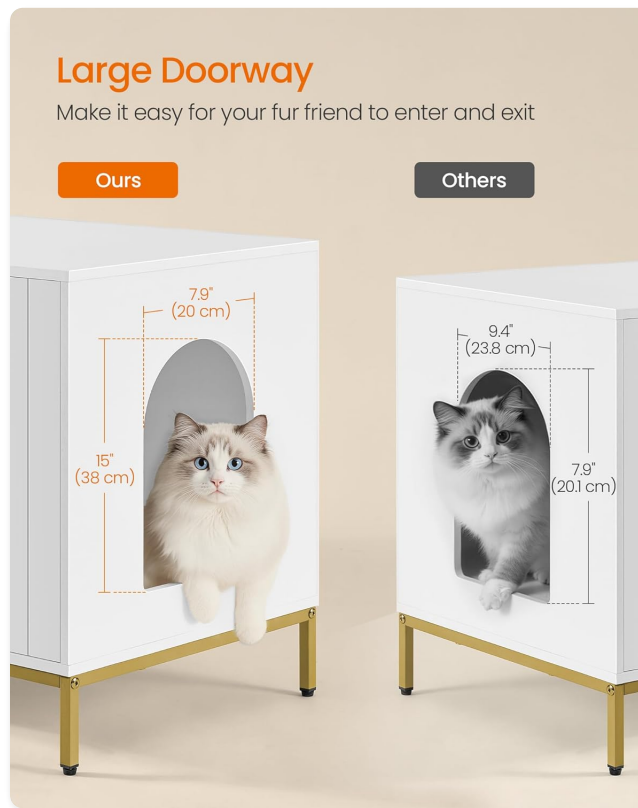 Large Doorway
Make it easy for your fur friend to enter and exit
Ours
Others
7.9"
(20 cm)
15"
(38 cm)
9.4"
(23.8 cm)
7.9"
(20.1 cm)